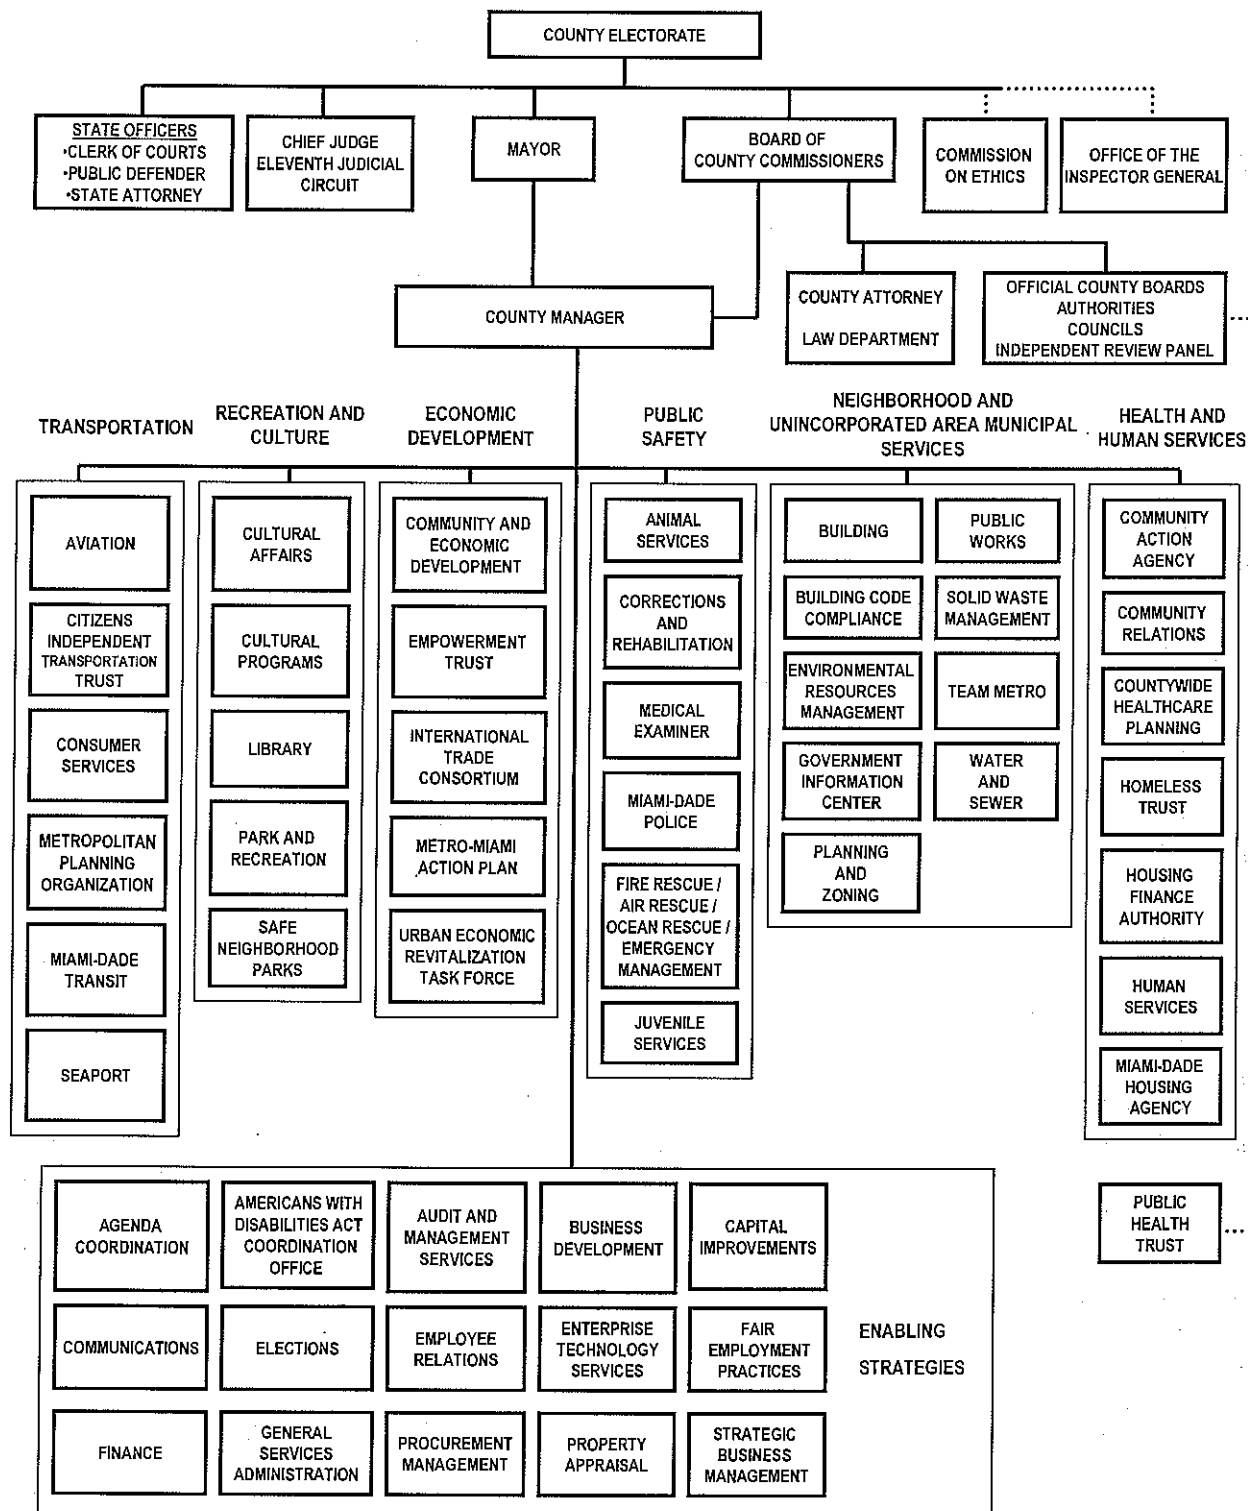 COUNTY ELECTORATE
STATE OFFICERS
•CLERK OF COURTS
•PUBLIC DEFENDER
•STATE ATTORNEY
CHIEF JUDGE
ELEVENTH JUDICIAL
CIRCUIT
MAYOR
BOARD OF
COUNTY COMMISSIONERS
COMMISSION
ON ETHICS
OFFICE OF THE
INSPECTOR GENERAL
COUNTY MANAGER
COUNTY ATTORNEY
LAW DEPARTMENT
OFFICIAL COUNTY BOARDS
AUTHORITIES
COUNCILS
INDEPENDENT REVIEW PANEL
TRANSPORTATION
RECREATION AND
CULTURE
ECONOMIC
DEVELOPMENT
PUBLIC
SAFETY
NEIGHBORHOOD AND
UNINCORPORATED AREA MUNICIPAL
SERVICES
HEALTH AND
HUMAN SERVICES
AVIATION
CITIZENS
INDEPENDENT
TRANSPORTATION
TRUST
CONSUMER
SERVICES
METROPOLITAN
PLANNING
ORGANIZATION
MIAMI-DADE
TRANSIT
SEAPORT
CULTURAL
AFFAIRS
CULTURAL
PROGRAMS
LIBRARY
PARK AND
RECREATION
SAFE
NEIGHBORHOOD
PARKS
COMMUNITY AND
ECONOMIC
DEVELOPMENT
EMPOWERMENT
TRUST
INTERNATIONAL
TRADE
CONSORTIUM
METRO-MIAMI
ACTION PLAN
URBAN ECONOMIC
REVITALIZATION
TASK FORCE
ANIMAL
SERVICES
CORRECTIONS
AND
REHABILITATION
MEDICAL
EXAMINER
MIAMI-DADE
POLICE
FIRE RESCUE /
AIR RESCUE /
OCEAN RESCUE /
EMERGENCY
MANAGEMENT
JUVENILE
SERVICES
BUILDING
BUILDING CODE
COMPLIANCE
ENVIRONMENTAL
RESOURCES
MANAGEMENT
GOVERNMENT
INFORMATION
CENTER
PLANNING
AND
ZONING
PUBLIC
WORKS
SOLID WASTE
MANAGEMENT
TEAM METRO
WATER
AND
SEWER
COMMUNITY
ACTION
AGENCY
COMMUNITY
RELATIONS
COUNTYWIDE
HEALTHCARE
PLANNING
HOMELESS
TRUST
HOUSING
FINANCE
AUTHORITY
HUMAN
SERVICES
MIAMI-DADE
HOUSING
AGENCY
PUBLIC
HEALTH
TRUST
AGENDA
COORDINATION
AMERICANS WITH
DISABILITIES ACT
COORDINATION
OFFICE
AUDIT AND
MANAGEMENT
SERVICES
BUSINESS
DEVELOPMENT
CAPITAL
IMPROVEMENTS
COMMUNICATIONS
ELECTIONS
EMPLOYEE
RELATIONS
ENTERPRISE
TECHNOLOGY
SERVICES
FAIR
EMPLOYMENT
PRACTICES
ENABLING
STRATEGIES
FINANCE
GENERAL
SERVICES
ADMINISTRATION
PROCUREMENT
MANAGEMENT
PROPERTY
APPRAISAL
STRATEGIC
BUSINESS
MANAGEMENT